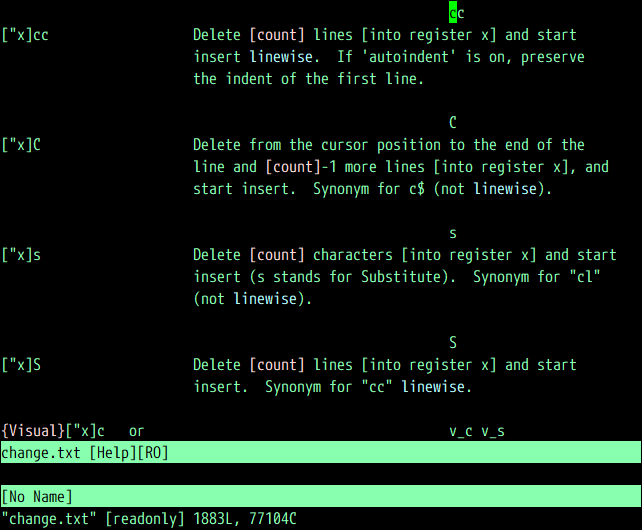 cc
["x]cc Delete [count] lines [into register x] and start
insert linewise. If 'autoindent' is on, preserve
the indent of the first line.
C
["x]C Delete from the cursor position to the end of the
line and [count]-1 more lines [into register x], and
start insert. Synonym for c$ (not linewise).
s
["x]s Delete [count] characters [into register x] and start
insert (s stands for Substitute). Synonym for "cl"
(not linewise).
S
["x]S Delete [count] lines [into register x] and start
insert. Synonym for "cc" linewise.
{Visual}["x]c or v_c v_s
change.txt [Help][RO]
[No Name]
"change.txt" [readonly] 1883L, 77104C